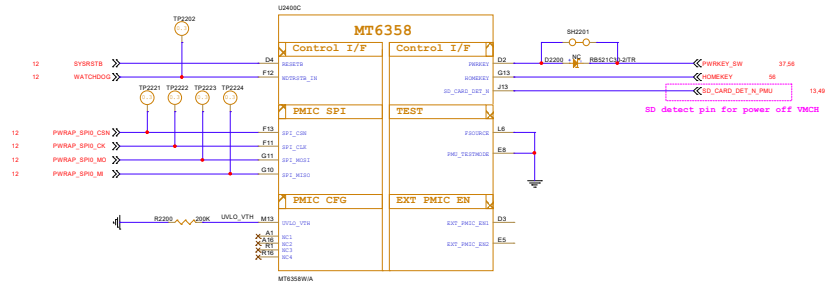 U2400C
TP2202
MT6358
SH2201
Control I/F
Control I/F
12 SYSRSTB D4 RESETB
PWRKEY D2 D2200 NC RB521C30-2/TR PWRKEY_SW 37.56
12 WATCHDOG F12 WDTRSTB_IN
HOMEKEY G13 HOMEKEY 56
SD_CARD_DET_N J13 SD_CARD_DET_N_PMU 13.49
TP2221 TP2222 TP2223 TP2224
SD detect pin for power off VMCH
PMIC SPI
TEST
12 PWRAP_SPI0_CSN F13 SPI_CSN
FSOURCE L6
12 PWRAP_SPI0_CK F11 SPI_CLK
12 PWRAP_SPI0_MO G11 SPI_MOSI
PMU_TESTMODE E8
12 PWRAP_SPI0_MI G10 SPI_MISO
PMIC CFG
EXT PMIC EN
R2200 200K UVLO_VTH M13 UVLO_VTH
EXT_PMIC_EN1 D3
A1 NC1
A16 NC2
EXT_PMIC_EN2 E5
R1 NC3
R16 NC4
MT6358W/A